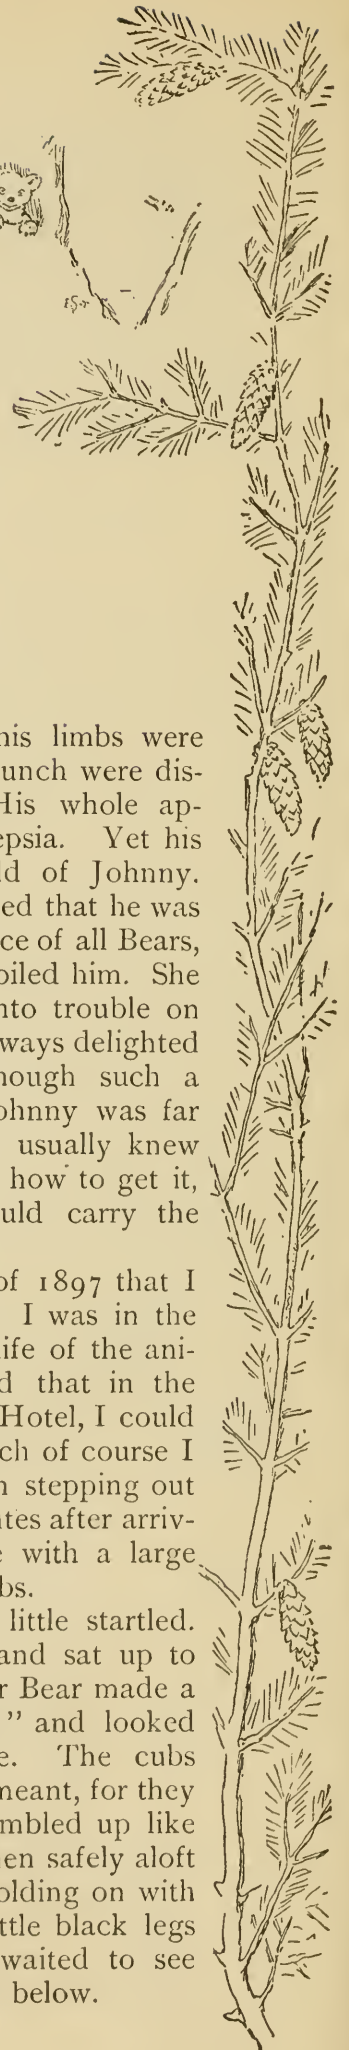 his limbs were
unch were dis-
His whole ap-
epsia. Yet his
ld of Johnny.
ed that he was
ce of all Bears,
oiled him. She
nto trouble on
ways delighted
hough such a
ohnny was far
usually knew
how to get it,
uld carry the
of 1897 that I
I was in the
ife of the ani-
d that in the
Hotel, I could
ch of course I
n stepping out
ites after arriv-
e with a large
bs.
little startled.
and sat up to
r Bear made a
" and looked
e. The cubs
meant, for they
mbled up like
en safely aloft
olding on with
ttle black legs
waited to see
below.